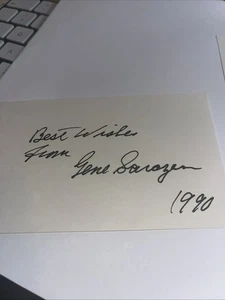 Best Wishes
from
Gene Sarazen
1990